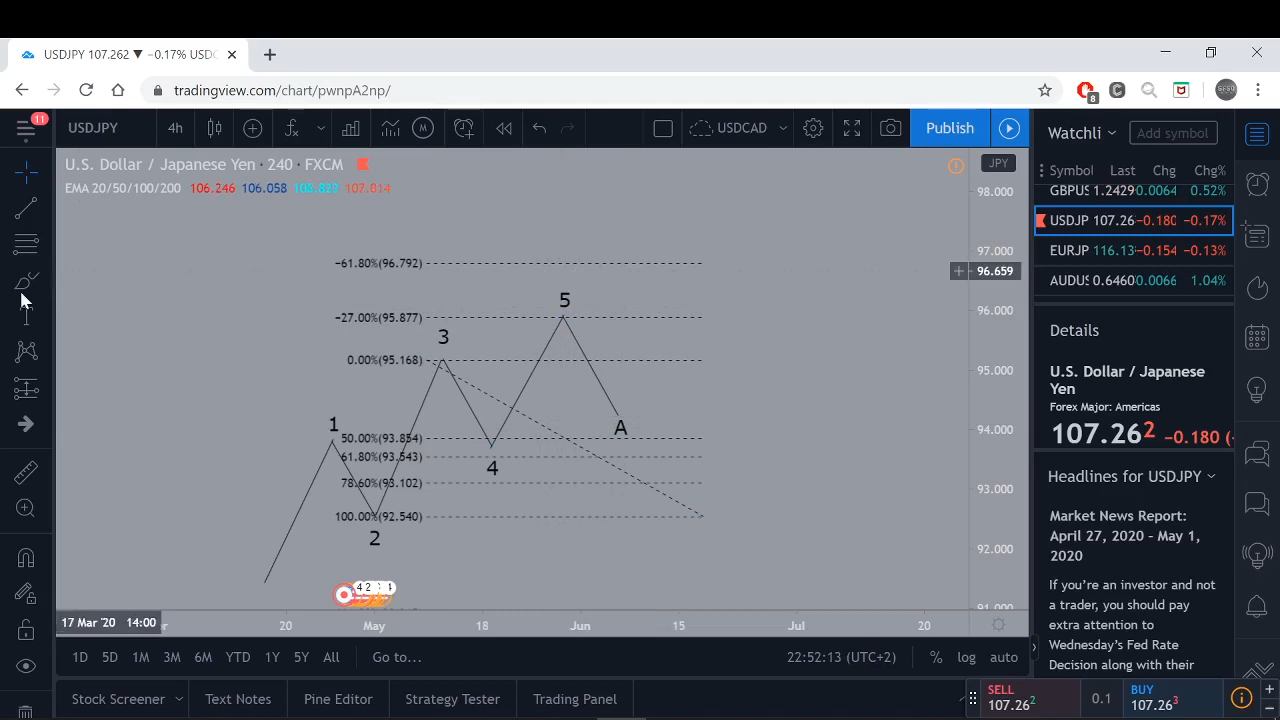 USDJPY 107.262 ▼ −0.17% USDC
tradingview.com/chart/pwnpA2np/
8
11
USDJPY
4h
USDCAD
Publish
Watchli
Add symbol
U.S. Dollar / Japanese Yen · 240 · FXCM
JPY
EMA 20/50/100/200 106.246 106.058 107.814
Symbol Last Chg Chg%
GBPUS 1.2429 0.0064 0.52%
USDJP 107.26 −0.180 −0.17%
EURJP 116.13 −0.154 −0.13%
AUDUS 0.6460 0.0066 1.04%
98.000
97.000
96.659
96.000
95.000
94.000
93.000
92.000
91.000
−61.80%(96.792)
−27.00%(95.877)
0.00%(95.168)
50.00%(93.854)
61.80%(93.543)
78.60%(93.102)
100.00%(92.540)
1
2
3
4
5
A
Details
U.S. Dollar / Japanese
Yen
Forex Major: Americas
107.262 −0.180 (
Headlines for USDJPY
Market News Report:
April 27, 2020 - May 1,
2020
If you’re an investor and not
a trader, you should pay
extra attention to
Wednesday’s Fed Rate
Decision along with their
17 Mar '20 14:00
20 May 18 Jun 15 Jul 20
1D 5D 1M 3M 6M YTD 1Y 5Y All Go to...
22:52:13 (UTC+2) % log auto
Stock Screener Text Notes Pine Editor Strategy Tester Trading Panel
SELL
107.262
0.1
BUY
107.263